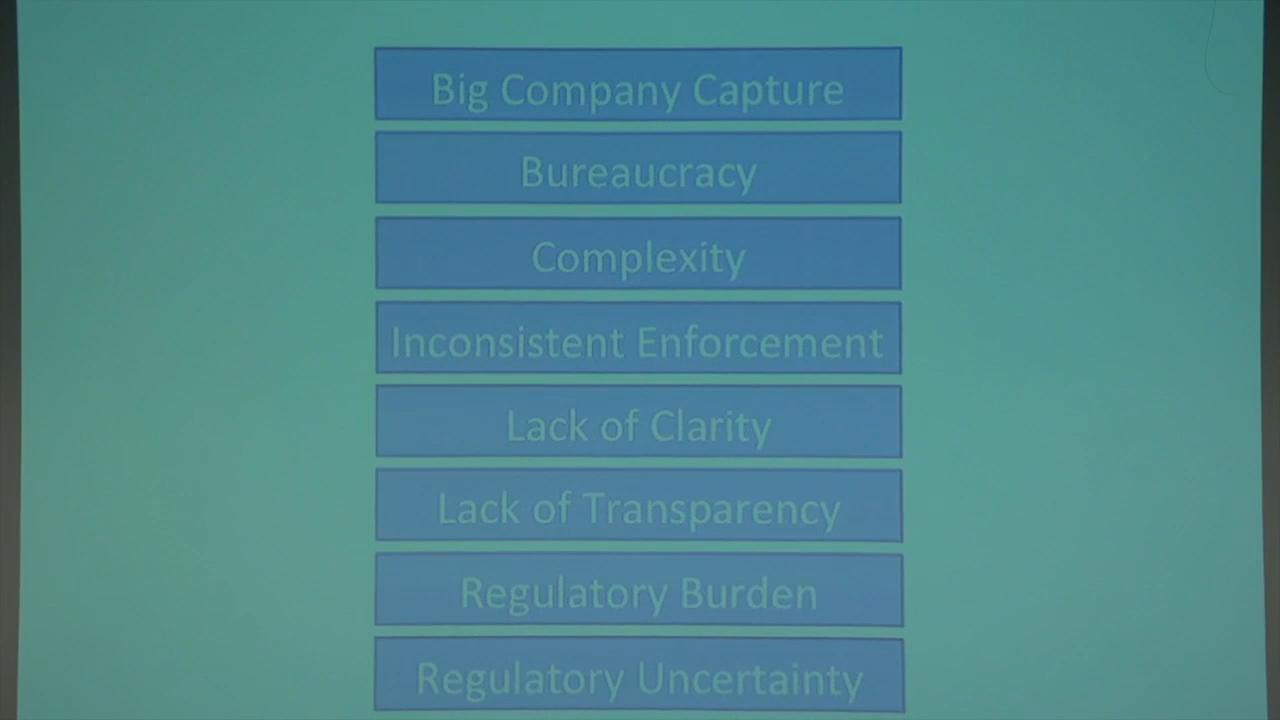 Big Company Capture
Bureaucracy
Complexity
Inconsistent Enforcement
Lack of Clarity
Lack of Transparency
Regulatory Burden
Regulatory Uncertainty